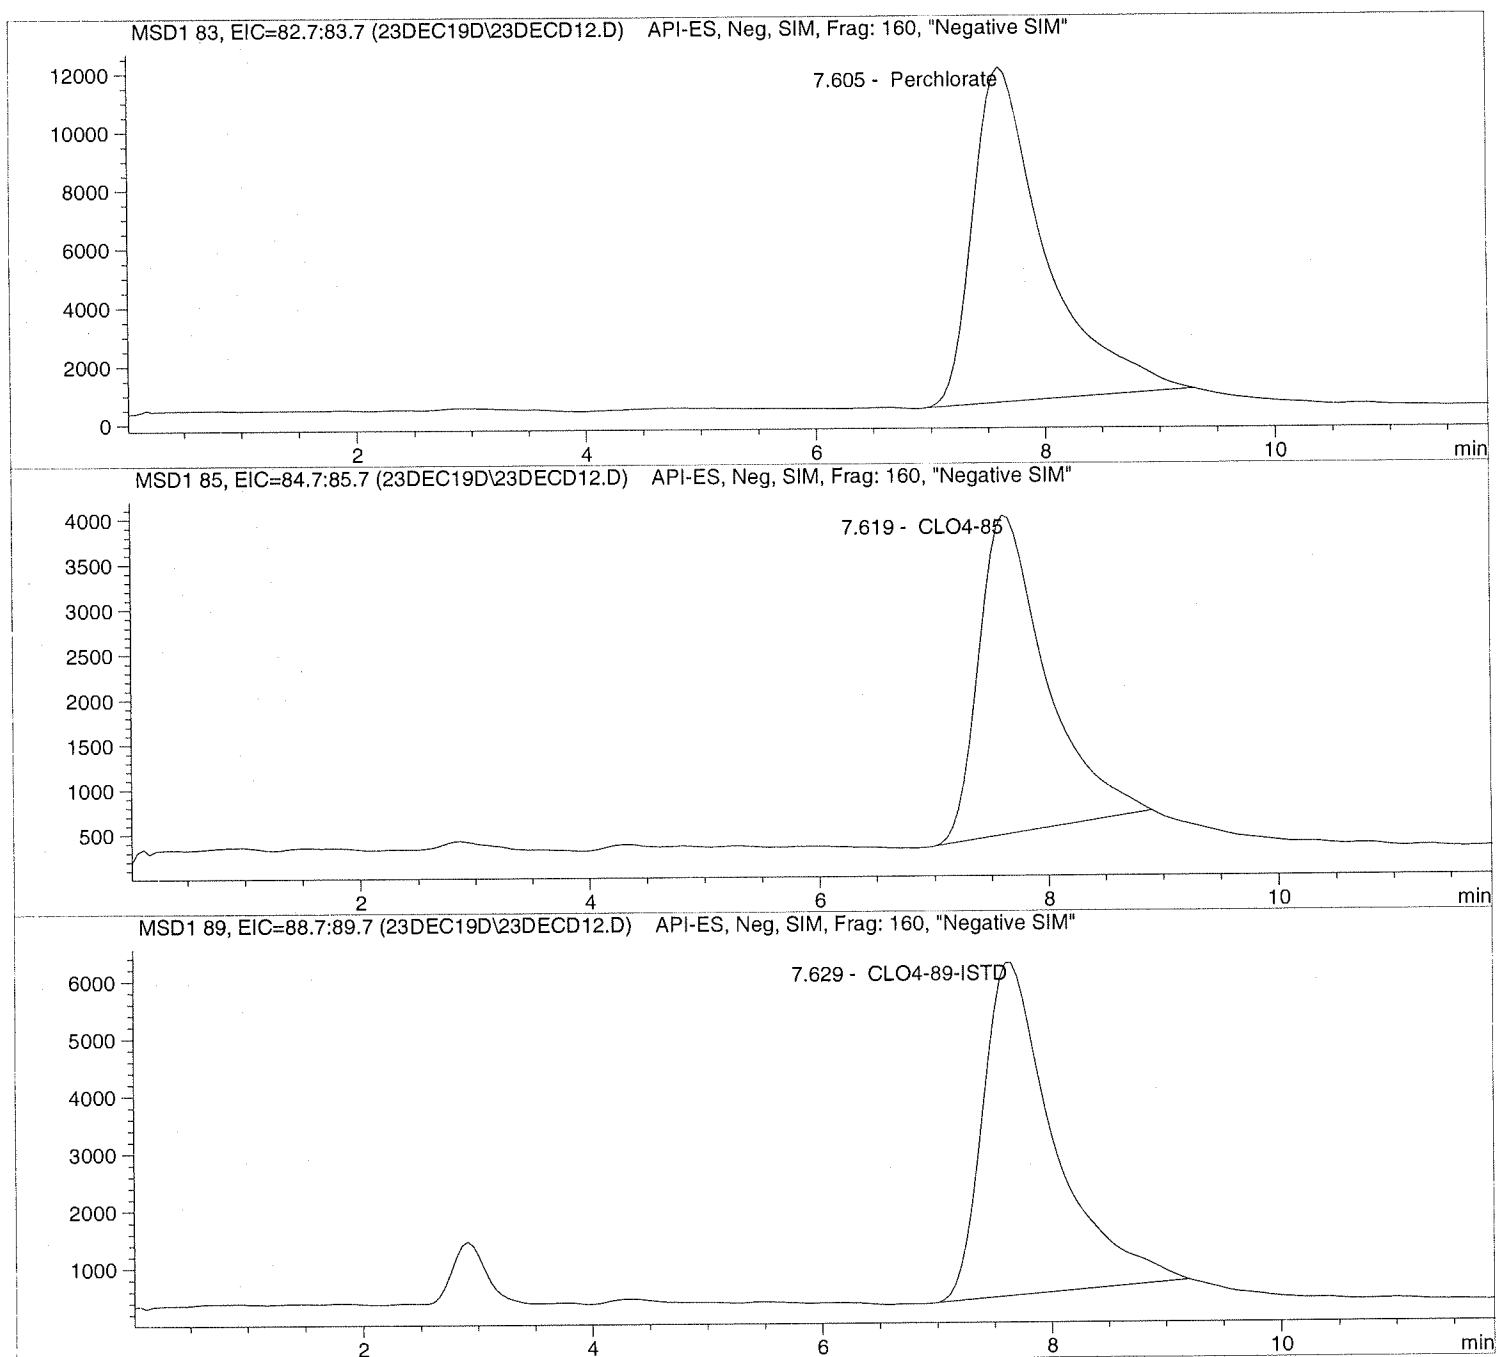 MSD1 83, EIC=82.7:83.7 (23DEC19D\23DECD12.D) API-ES, Neg, SIM, Frag: 160, "Negative SIM"
7.605 - Perchlorate
12000
10000
8000
6000
4000
2000
0
2 4 6 8 10 min
MSD1 85, EIC=84.7:85.7 (23DEC19D\23DECD12.D) API-ES, Neg, SIM, Frag: 160, "Negative SIM"
7.619 - CLO4-85
4000
3500
3000
2500
2000
1500
1000
500
2 4 6 8 10 min
MSD1 89, EIC=88.7:89.7 (23DEC19D\23DECD12.D) API-ES, Neg, SIM, Frag: 160, "Negative SIM"
7.629 - CLO4-89-ISTD
6000
5000
4000
3000
2000
1000
2 4 6 8 10 min